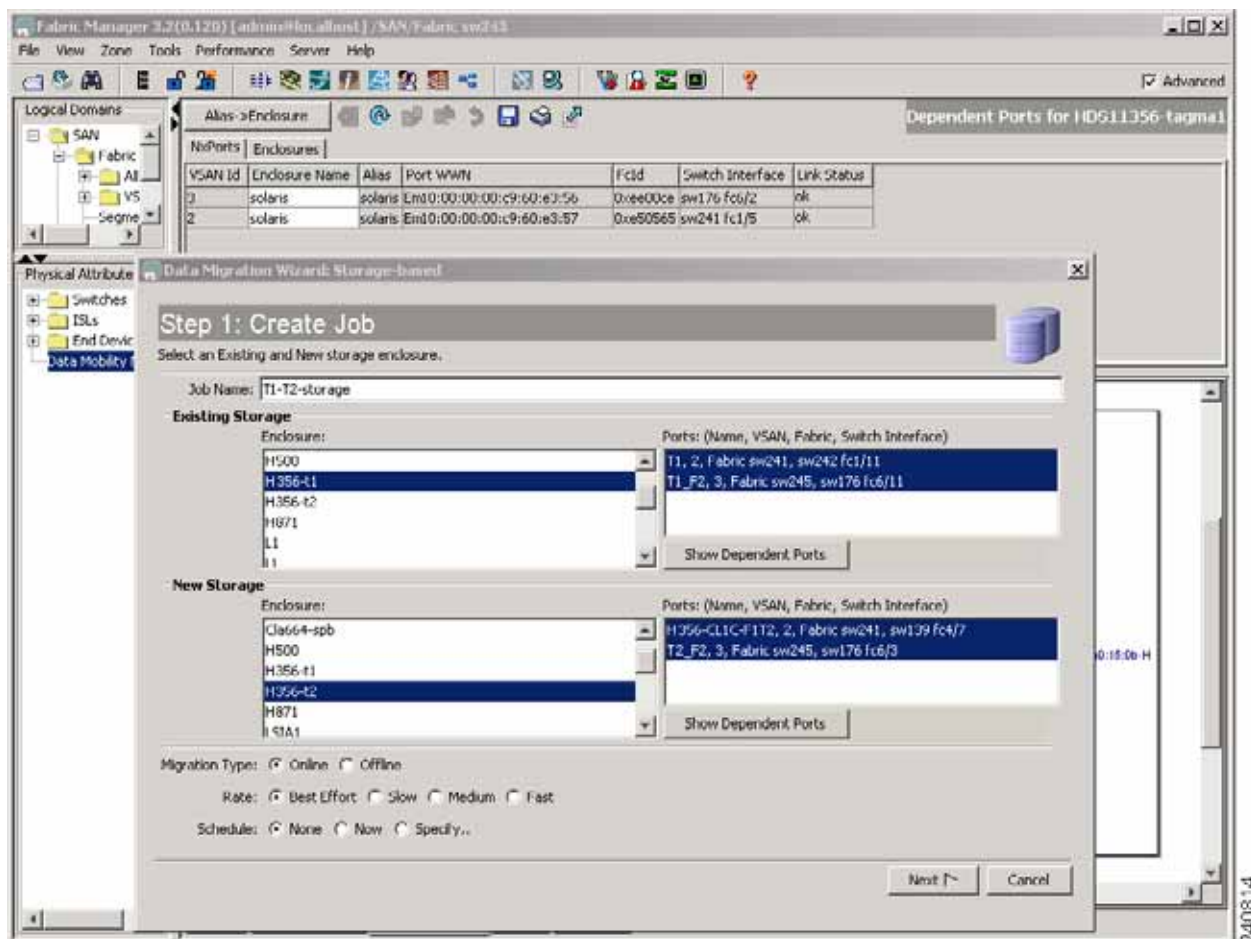 Fabric Manager 3.2(0.126) [admin@localhost] /SAN/Fabric sw245
File View Zone Tools Performance Server Help
Advanced
Logical Domains
SAN
Fabric
Al
VS
Segme
Alias->Enclosure
Dependent Ports for HDS11356-tagma1
NxPorts Enclosures
VSAN Id Enclosure Name Alias Port WWN FcId Switch Interface Link Status
3 solaris solaris Em10:00:00:00:c9:60:e3:56 0xee00ce sw176 fc6/2 ok
2 solaris solaris Em10:00:00:00:c9:60:e3:57 0xe50565 sw241 fc1/5 ok
Physical Attribute
Switches
ISLs
End Devic
Data Mobility
Data Migration Wizard: Storage-based
Step 1: Create Job
Select an Existing and New storage enclosure.
Job Name: T1-T2-storage
Existing Storage
Enclosure:
H500
H356-t1
H356-t2
H871
L1
Ports: (Name, VSAN, Fabric, Switch Interface)
T1, 2, Fabric sw241, sw242 fc1/11
T1_F2, 3, Fabric sw245, sw176 fc6/11
Show Dependent Ports
New Storage
Enclosure:
Cla664-spb
H500
H356-t1
H356-t2
H871
LSIA1
Ports: (Name, VSAN, Fabric, Switch Interface)
H356-CL1C-F1T2, 2, Fabric sw241, sw139 fc4/7
T2_F2, 3, Fabric sw245, sw176 fc6/3
Show Dependent Ports
0:15:0b H
Migration Type: Online Offline
Rate: Best Effort Slow Medium Fast
Schedule: None Now Specify..
Next Cancel
240814